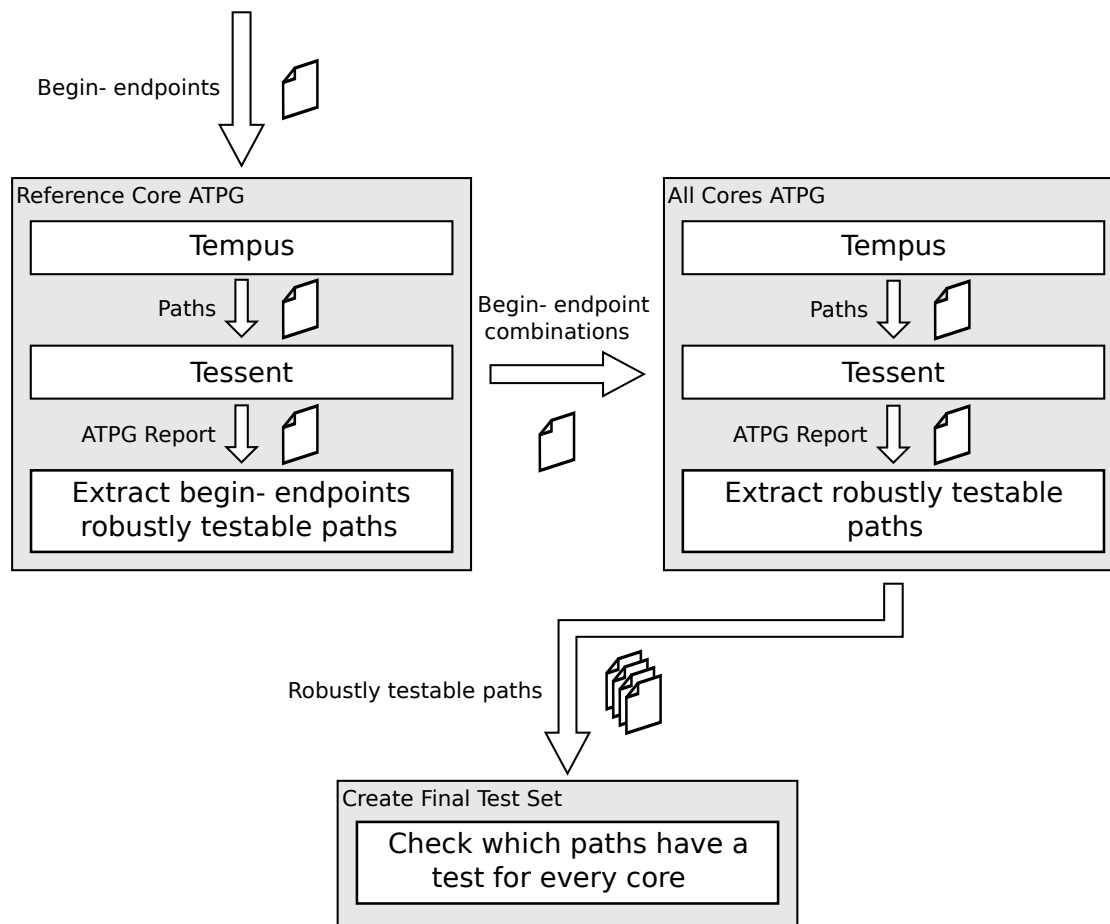 Begin- endpoints
Reference Core ATPG
Tempus
Paths
Tessent
ATPG Report
Extract begin- endpoints
robustly testable paths
Begin- endpoint
combinations
All Cores ATPG
Tempus
Paths
Tessent
ATPG Report
Extract robustly testable
paths
Robustly testable paths
Create Final Test Set
Check which paths have a
test for every core